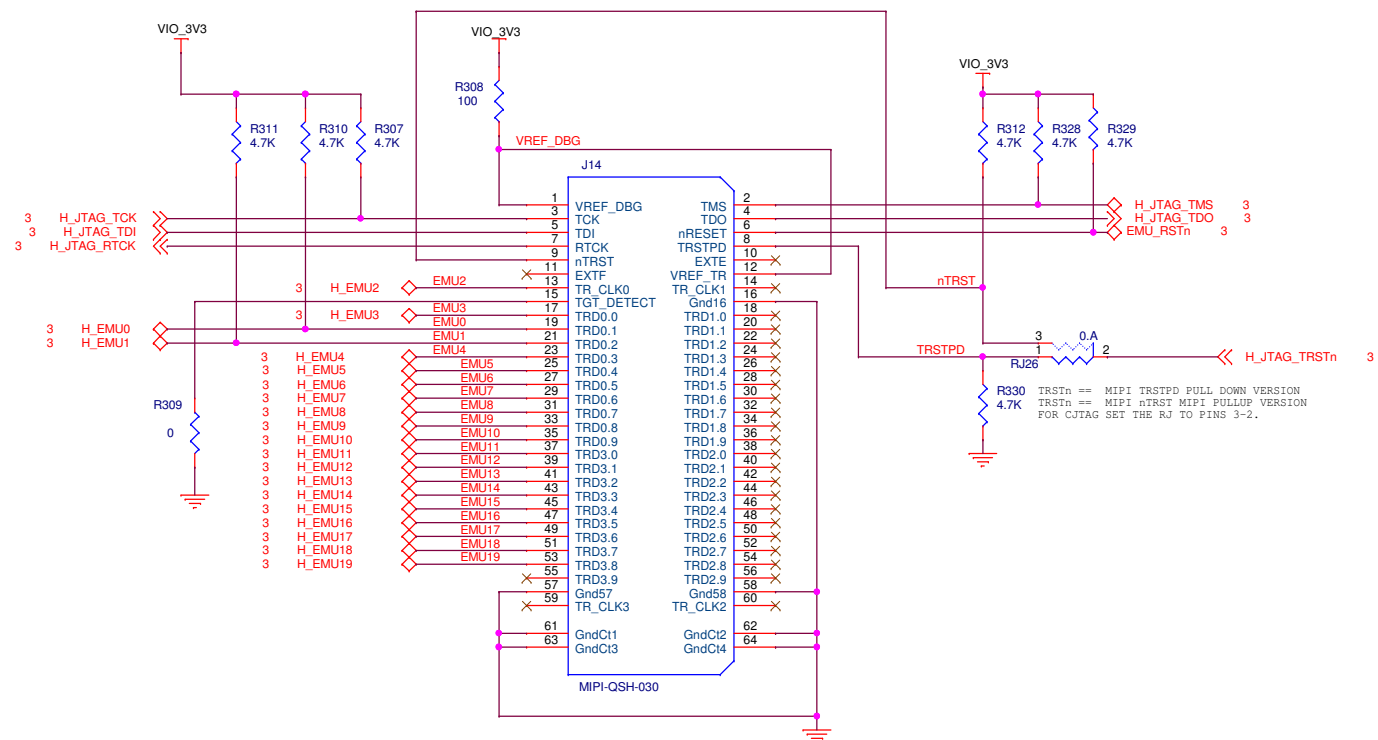 VIO_3V3
VIO_3V3
VIO_3V3
R308
100
R311
4.7K
R310
4.7K
R307
4.7K
R312
4.7K
R328
4.7K
R329
4.7K
VREF_DBG
J14
3 H_JTAG_TCK
3 H_JTAG_TDI
3 H_JTAG_RTCK
1 VREF_DBG
3 TCK
5 TDI
7 RTCK
9 nTRST
11 EXTF
13 TR_CLK0
15 TGT_DETECT
17 TRD0.0
19 TRD0.1
21 TRD0.2
23 TRD0.3
25 TRD0.4
27 TRD0.5
29 TRD0.6
31 TRD0.7
33 TRD0.8
35 TRD0.9
37 TRD3.0
39 TRD3.1
41 TRD3.2
43 TRD3.3
45 TRD3.4
47 TRD3.5
49 TRD3.6
51 TRD3.7
53 TRD3.8
55 TRD3.9
57 Gnd57
59 TR_CLK3
61 GndCt1
63 GndCt3
TMS 2
TDO 4
nRESET 6
TRSTPD 8
EXTE 10
VREF_TR 12
TR_CLK1 14
Gnd16 16
TRD1.0 18
TRD1.1 20
TRD1.2 22
TRD1.3 24
TRD1.4 26
TRD1.5 28
TRD1.6 30
TRD1.7 32
TRD1.8 34
TRD1.9 36
TRD2.0 38
TRD2.1 40
TRD2.2 42
TRD2.3 44
TRD2.4 46
TRD2.5 48
TRD2.6 50
TRD2.7 52
TRD2.8 54
TRD2.9 56
Gnd58 58
TR_CLK2 60
GndCt2 62
GndCt4 64
MIPI-QSH-030
3 H_EMU2 EMU2
3 H_EMU3 EMU3
3 H_EMU0 EMU0
3 H_EMU1 EMU1
3 H_EMU4 EMU4
3 H_EMU5 EMU5
3 H_EMU6 EMU6
3 H_EMU7 EMU7
3 H_EMU8 EMU8
3 H_EMU9 EMU9
3 H_EMU10 EMU10
3 H_EMU11 EMU11
3 H_EMU12 EMU12
3 H_EMU13 EMU13
3 H_EMU14 EMU14
3 H_EMU15 EMU15
3 H_EMU16 EMU16
3 H_EMU17 EMU17
3 H_EMU18 EMU18
3 H_EMU19 EMU19
R309
0
H_JTAG_TMS 3
H_JTAG_TDO 3
EMU_RSTn 3
nTRST
TRSTPD
3 0.A
1 2
RJ26
H_JTAG_TRSTn 3
R330
4.7K
TRSTn == MIPI TRSTPD PULL DOWN VERSION
TRSTn == MIPI nTRST MIPI PULLUP VERSION
FOR CJTAG SET THE RJ TO PINS 3-2.